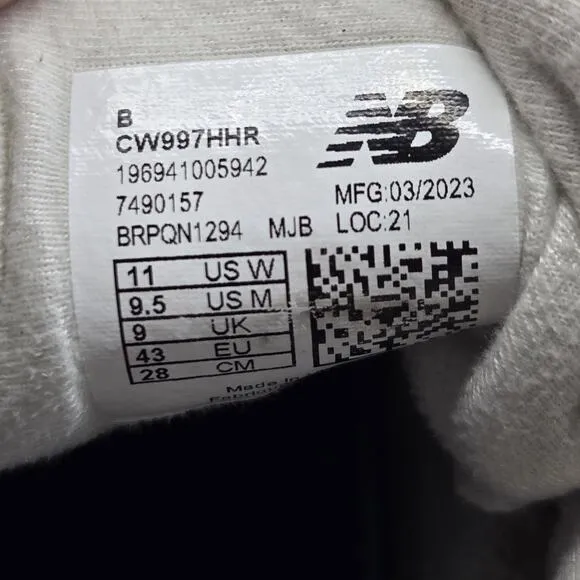 B
CW997HHR
196941005942
7490157
BRPQN1294 MJB
NB
MFG:03/2023
LOC:21
11 US W
9.5 US M
9 UK
43 EU
28 CM
Made in